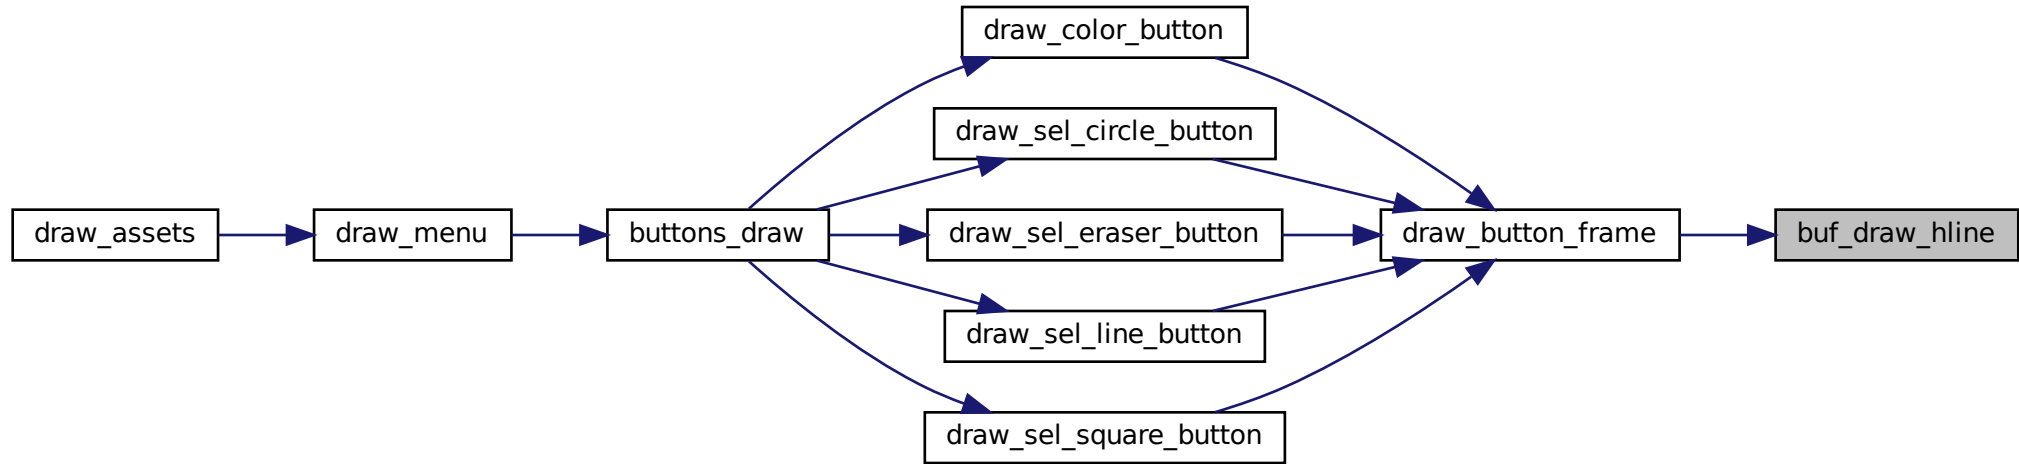 draw_color_button
draw_sel_circle_button
draw_assets
draw_menu
buttons_draw
draw_sel_eraser_button
draw_button_frame
buf_draw_hline
draw_sel_line_button
draw_sel_square_button